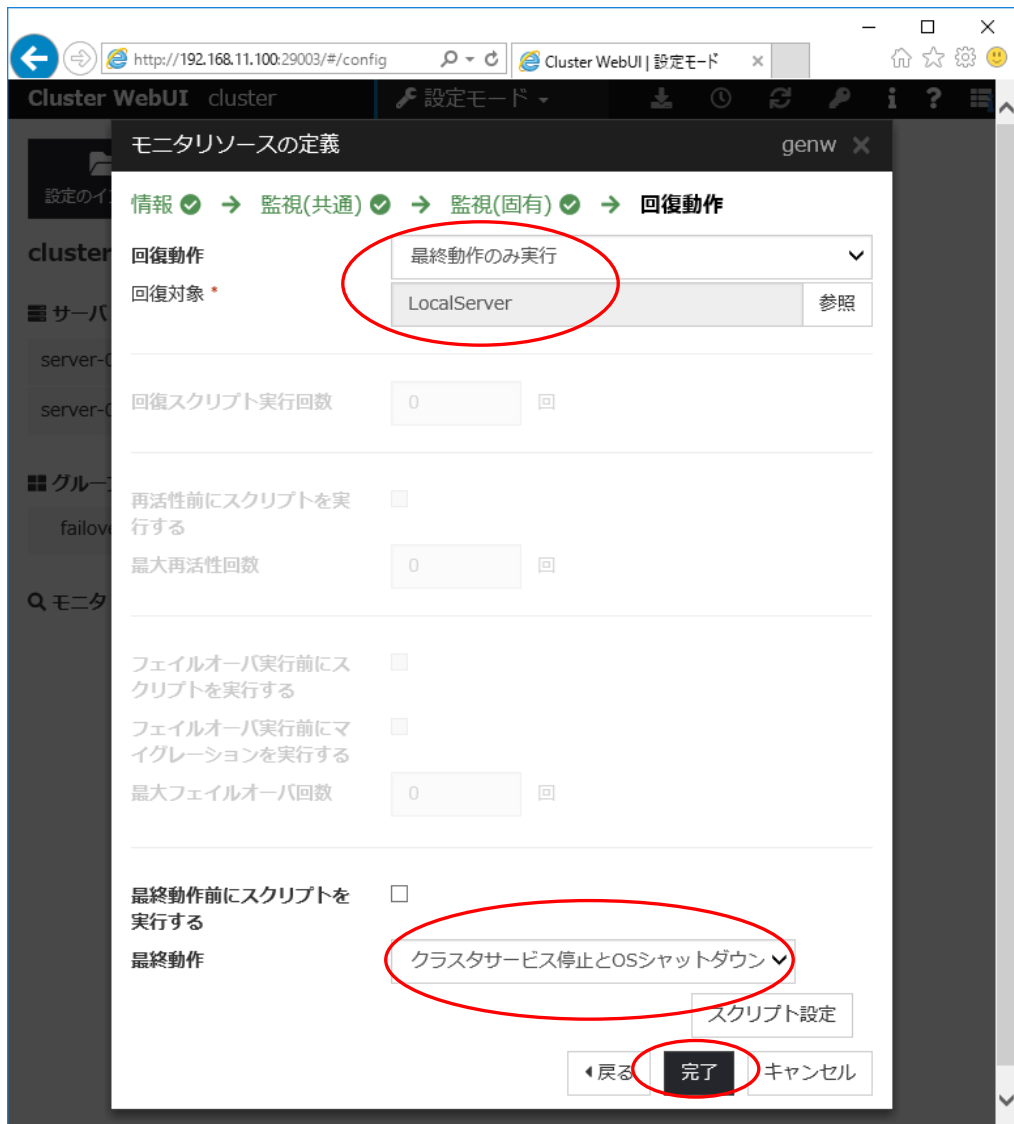 http://192.168.11.100:29003/#/config
Cluster WebUI | 設定モード
Cluster WebUI cluster
設定モード
設定のイ
cluster
サーバ
server-0
server-0
グルー
failove
モニタ
モニタリソースの定義
genw
情報 → 監視(共通) → 監視(固有) → 回復動作
回復動作
最終動作のみ実行
回復対象 *
LocalServer
参照
回復スクリプト実行回数
0 回
再活性前にスクリプトを実
行する
最大再活性回数
0 回
フェイルオーバ実行前にス
クリプトを実行する
フェイルオーバ実行前にマ
イグレーションを実行する
最大フェイルオーバ回数
0 回
最終動作前にスクリプトを
実行する
最終動作
クラスタサービス停止とOSシャットダウン
スクリプト設定
戻る
完了
キャンセル